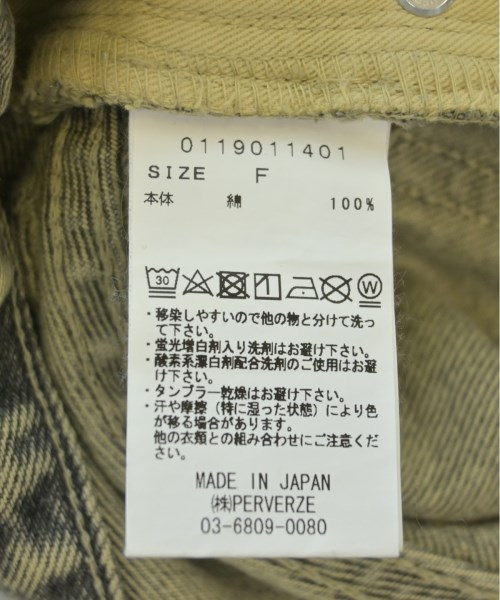 0119011401
SIZE F
本体 綿 100%
30 W
・移染しやすいので他の物と分けて洗っ
て下さい。
・蛍光増白剤入り洗剤はお避け下さい。
・酸素系漂白剤配合洗剤のご使用はお避
け下さい。
・タンブラー乾燥はお避け下さい。
・汗や摩擦（特に湿った状態）により色
が移る場合があります。
他の衣類との組み合わせにご注意くだ
さい。
MADE IN JAPAN
㈱PERVERZE
03-6809-0080